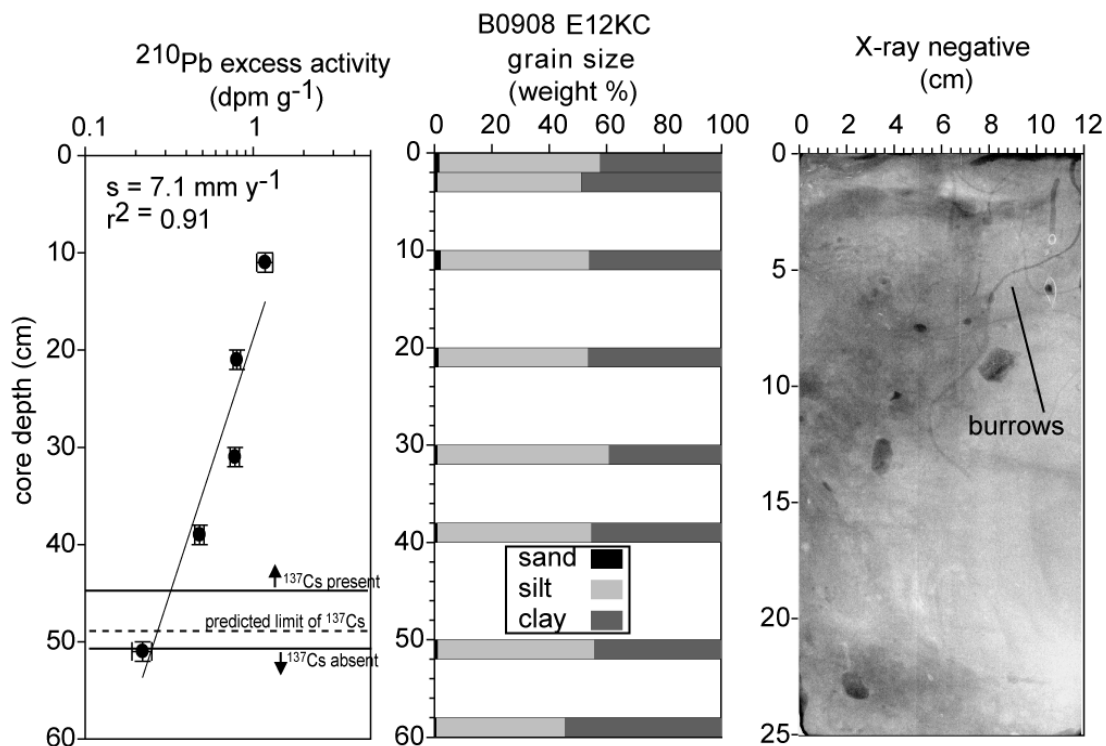 210Pb excess activity
(dpm g-1)
0.1 1
0
10
20
30
40
50
60
core depth (cm)
s = 7.1 mm y-1
r2 = 0.91
137Cs present
predicted limit of 137Cs
137Cs absent
B0908 E12KC
grain size
(weight %)
0 20 40 60 80 100
0
10
20
30
40
50
60
sand
silt
clay
X-ray negative
(cm)
0 2 4 6 8 10 12
0
5
10
15
20
25
burrows